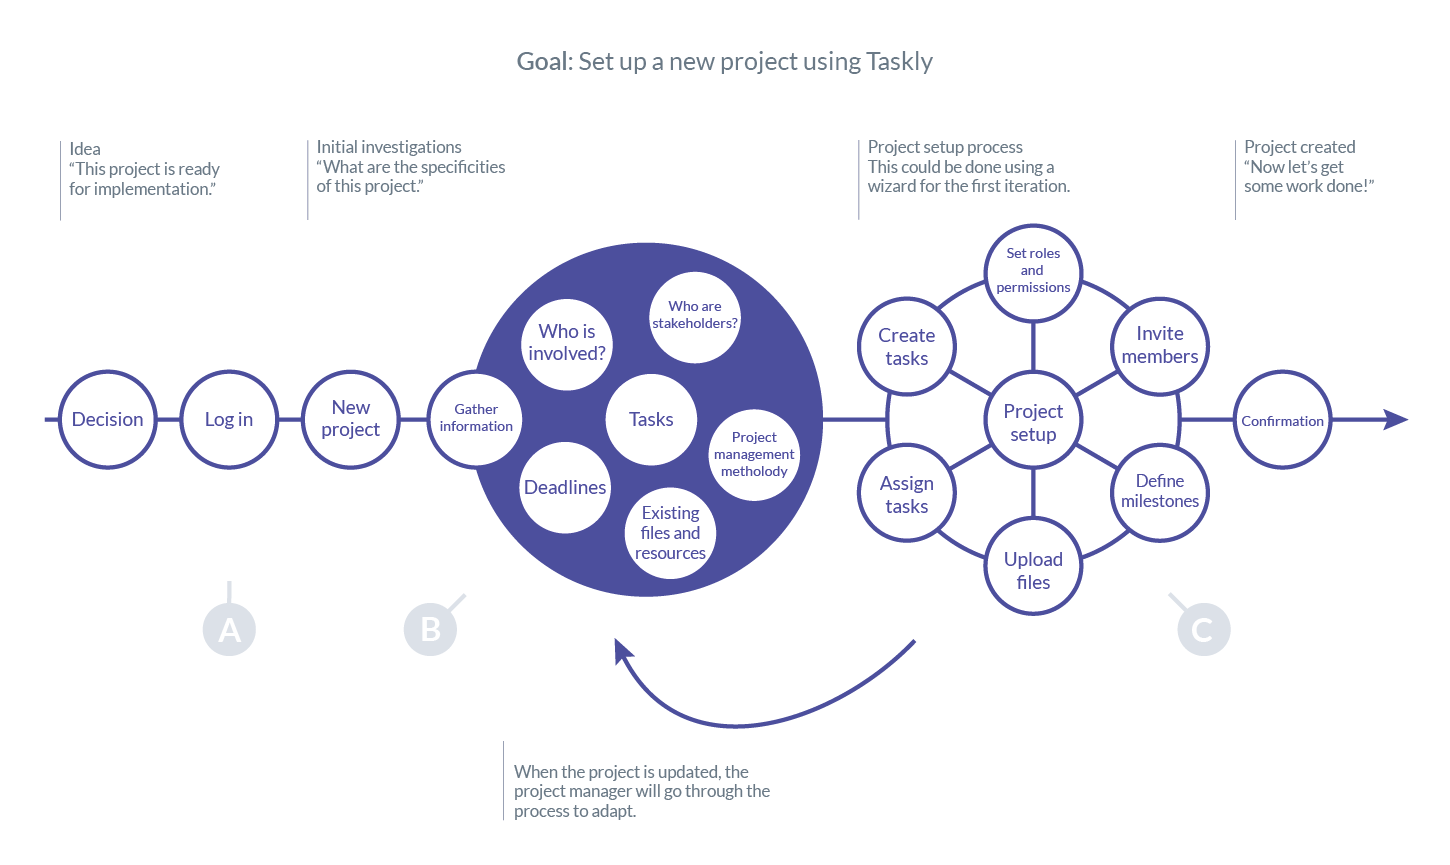 Goal: Set up a new project using Taskly
Idea
“This project is ready
for implementation.”
Initial investigations
“What are the specificities
of this project.”
Project setup process
This could be done using a
wizard for the first iteration.
Project created
“Now let’s get
some work done!”
Decision
Log in
New
project
Gather
information
Who is
involved?
Who are
stakeholders?
Tasks
Project
management
metholody
Deadlines
Existing
files and
resources
Set roles
and
permissions
Create
tasks
Invite
members
Project
setup
Assign
tasks
Define
milestones
Upload
files
Confirmation
A
B
C
When the project is updated, the
project manager will go through the
process to adapt.